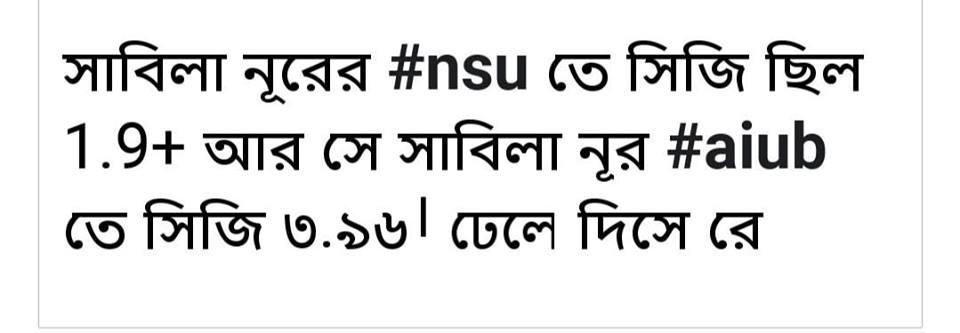 সাবিলা নূরের #nsu তে সিজি ছিল
1.9+ আর সে সাবিলা নূর #aiub
তে সিজি ৩.৯৬। ঢেলে দিসে রে